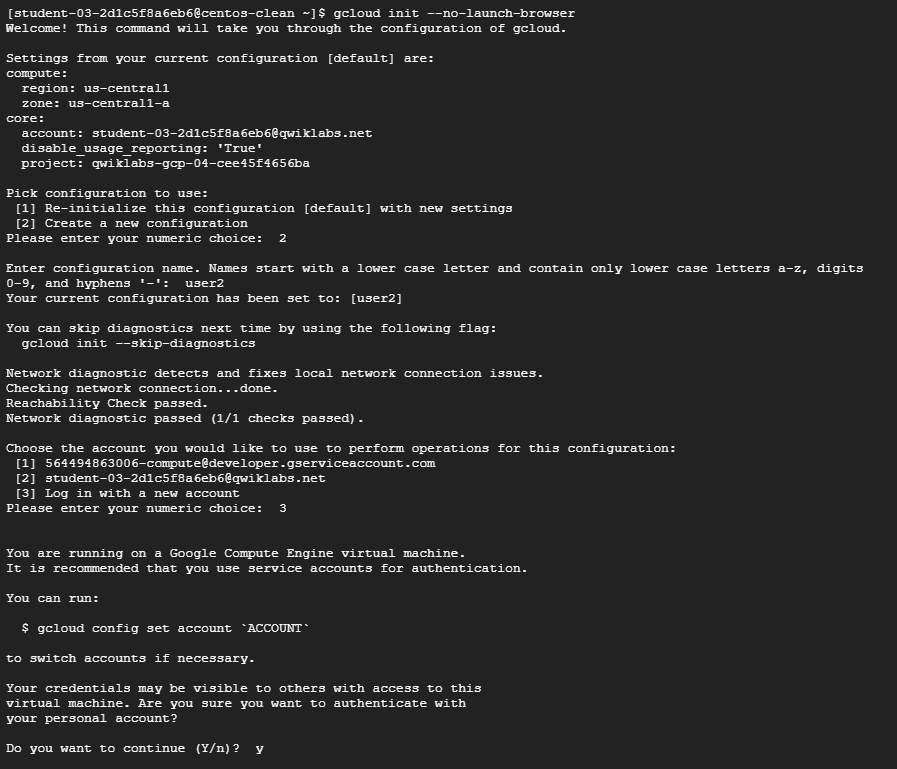 [student-03-2d1c5f8a6eb6@centos-clean ~]$ gcloud init --no-launch-browser
Welcome! This command will take you through the configuration of gcloud.
Settings from your current configuration [default] are:
compute:
  region: us-central1
  zone: us-central1-a
core:
  account: student-03-2d1c5f8a6eb6@qwiklabs.net
  disable_usage_reporting: 'True'
  project: qwiklabs-gcp-04-cee45f4656ba
Pick configuration to use:
 [1] Re-initialize this configuration [default] with new settings
 [2] Create a new configuration
Please enter your numeric choice:  2
Enter configuration name. Names start with a lower case letter and contain only lower case letters a-z, digits
0-9, and hyphens '-':  user2
Your current configuration has been set to: [user2]
You can skip diagnostics next time by using the following flag:
  gcloud init --skip-diagnostics
Network diagnostic detects and fixes local network connection issues.
Checking network connection...done.
Reachability Check passed.
Network diagnostic passed (1/1 checks passed).
Choose the account you would like to use to perform operations for this configuration:
 [1] 564494863006-compute@developer.gserviceaccount.com
 [2] student-03-2d1c5f8a6eb6@qwiklabs.net
 [3] Log in with a new account
Please enter your numeric choice:  3
You are running on a Google Compute Engine virtual machine.
It is recommended that you use service accounts for authentication.
You can run:
  $ gcloud config set account `ACCOUNT`
to switch accounts if necessary.
Your credentials may be visible to others with access to this
virtual machine. Are you sure you want to authenticate with
your personal account?
Do you want to continue (Y/n)?  y